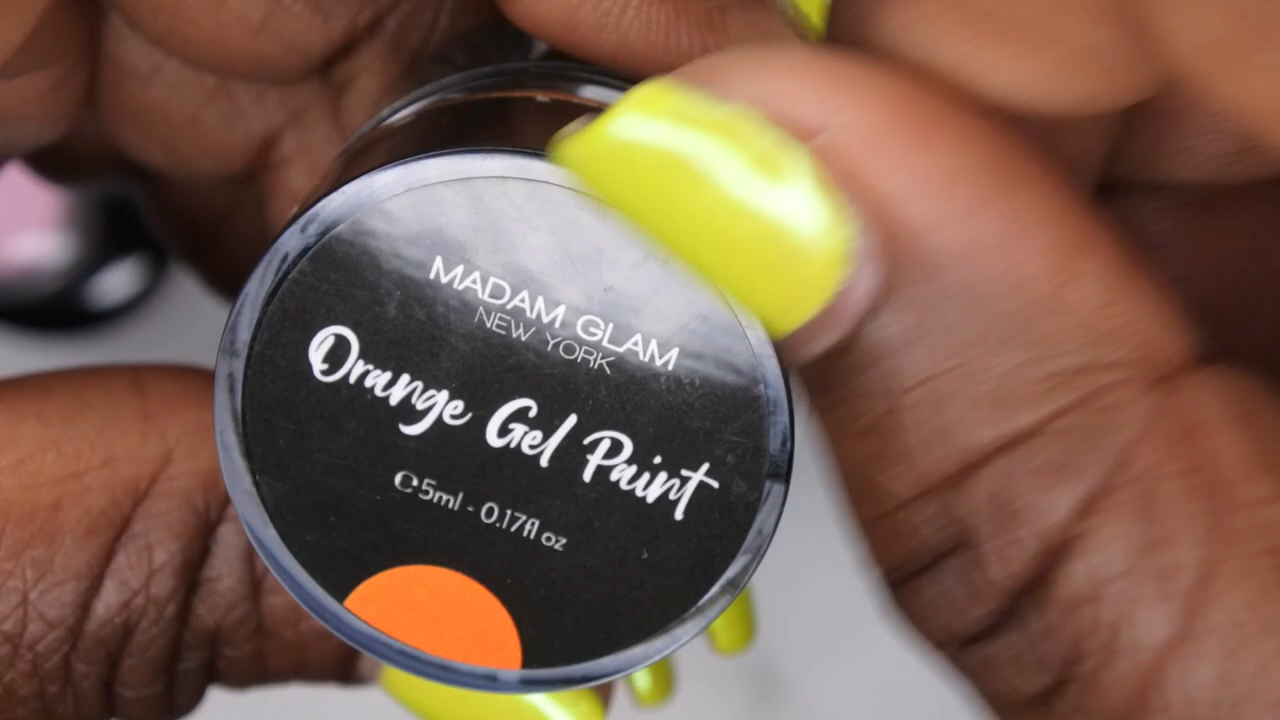 MADAM GLAM
NEW YORK
Orange Gel Paint
℮ 5ml - 0.17fl oz